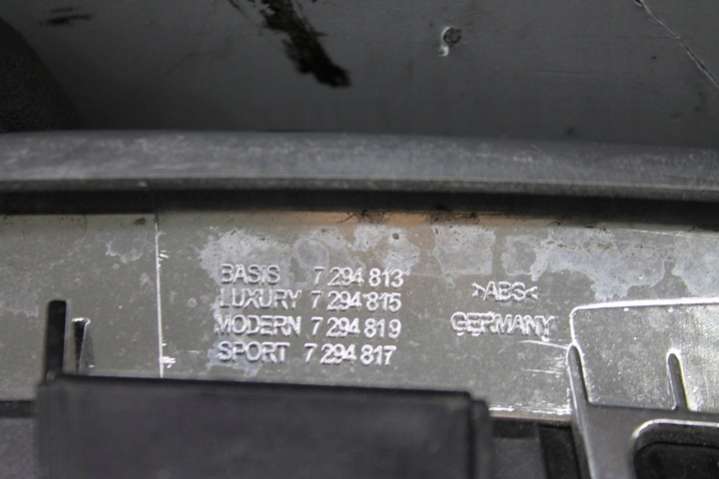 BASIS 7 294 813
LUXURY 7 294 815
MODERN 7 294 819
SPORT 7 294 817
>ABS<
GERMANY